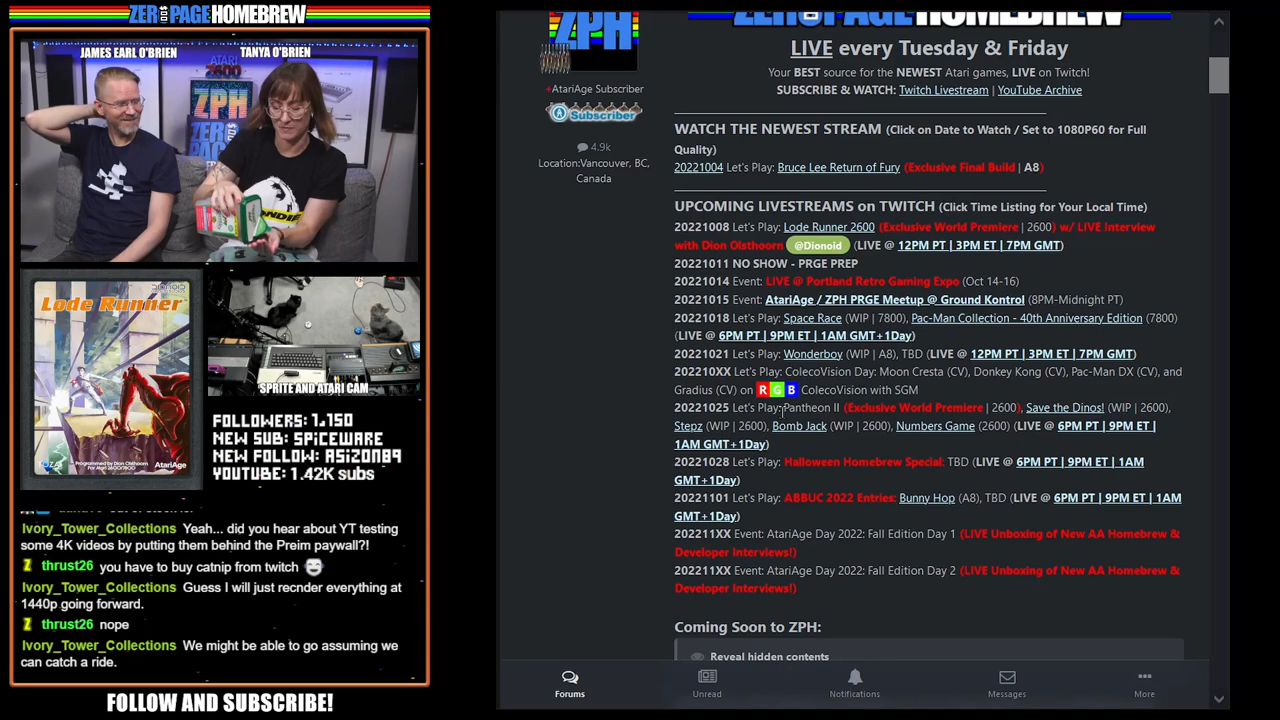 ZERO PAGE HOMEBREW
JAMES EARL O'BRIEN
TANYA O'BRIEN
ATARI
2600
ZPH
Lode Runner
Programmed by Dion Olsthoorn
for Atari 2600/7800
AtariAge
SPRITE AND ATARI CAM
FOLLOWERS: 1,150
NEW SUB: SPICEWARE
NEW FOLLOW: ASIZON89
YOUTUBE: 1.42K SUBS
Ivory_Tower_Collections Yeah... did you hear about YT testing
some 4K videos by putting them behind the Preim paywall?!
thrust26 you have to buy catnip from twitch
Ivory_Tower_Collections Guess I will just recnder everything at
1440p going forward.
thrust26 nope
Ivory_Tower_Collections We might be able to go assuming we
can catch a ride.
FOLLOW AND SUBSCRIBE!
ZPH
+AtariAge Subscriber
Subscriber
4.9k
Location:Vancouver, BC,
Canada
ZEROPAGE HOMEBREW
LIVE every Tuesday & Friday
Your BEST source for the NEWEST Atari games, LIVE on Twitch!
SUBSCRIBE & WATCH: Twitch Livestream | YouTube Archive
WATCH THE NEWEST STREAM (Click on Date to Watch / Set to 1080P60 for Full
Quality)
20221004 Let's Play: Bruce Lee Return of Fury (Exclusive Final Build | A8)
UPCOMING LIVESTREAMS on TWITCH (Click Time Listing for Your Local Time)
20221008 Let's Play: Lode Runner 2600 (Exclusive World Premiere | 2600) w/ LIVE Interview
with Dion Olsthoorn @Dionoid (LIVE @ 12PM PT | 3PM ET | 7PM GMT)
20221011 NO SHOW - PRGE PREP
20221014 Event: LIVE @ Portland Retro Gaming Expo (Oct 14-16)
20221015 Event: AtariAge / ZPH PRGE Meetup @ Ground Kontrol (8PM-Midnight PT)
20221018 Let's Play: Space Race (WIP | 7800), Pac-Man Collection - 40th Anniversary Edition (7800)
(LIVE @ 6PM PT | 9PM ET | 1AM GMT+1Day)
20221021 Let's Play: Wonderboy (WIP | A8), TBD (LIVE @ 12PM PT | 3PM ET | 7PM GMT)
202210XX Let's Play: ColecoVision Day: Moon Cresta (CV), Donkey Kong (CV), Pac-Man DX (CV), and
Gradius (CV) on R G B ColecoVision with SGM
20221025 Let's Play: Pantheon II (Exclusive World Premiere | 2600), Save the Dinos! (WIP | 2600),
Stepz (WIP | 2600), Bomb Jack (WIP | 2600), Numbers Game (2600) (LIVE @ 6PM PT | 9PM ET |
1AM GMT+1Day)
20221028 Let's Play: Halloween Homebrew Special: TBD (LIVE @ 6PM PT | 9PM ET | 1AM
GMT+1Day)
20221101 Let's Play: ABBUC 2022 Entries: Bunny Hop (A8), TBD (LIVE @ 6PM PT | 9PM ET | 1AM
GMT+1Day)
202211XX Event: AtariAge Day 2022: Fall Edition Day 1 (LIVE Unboxing of New AA Homebrew &
Developer Interviews!)
202211XX Event: AtariAge Day 2022: Fall Edition Day 2 (LIVE Unboxing of New AA Homebrew &
Developer Interviews!)
Coming Soon to ZPH:
Reveal hidden contents
Forums
Unread
Notifications
Messages
More